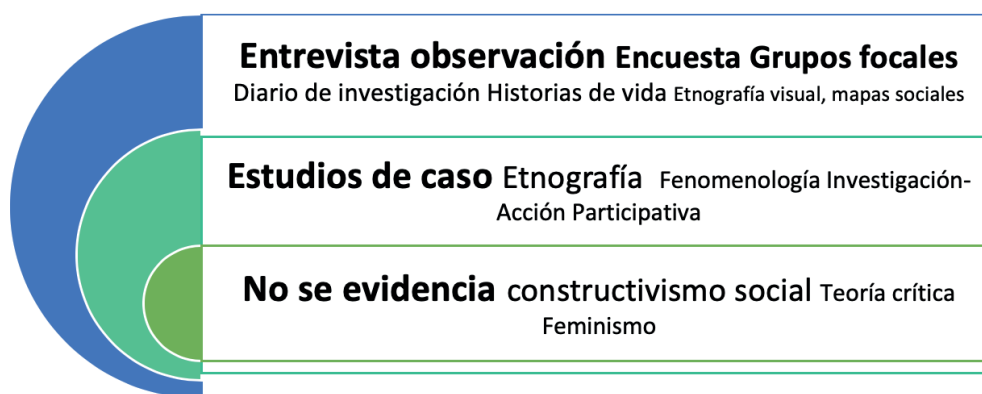 Entrevista observación Encuesta Grupos focales
Diario de investigación Historias de vida Etnografía visual, mapas sociales
Estudios de caso Etnografía Fenomenología Investigación-
Acción Participativa
No se evidencia constructivismo social Teoría crítica
Feminismo